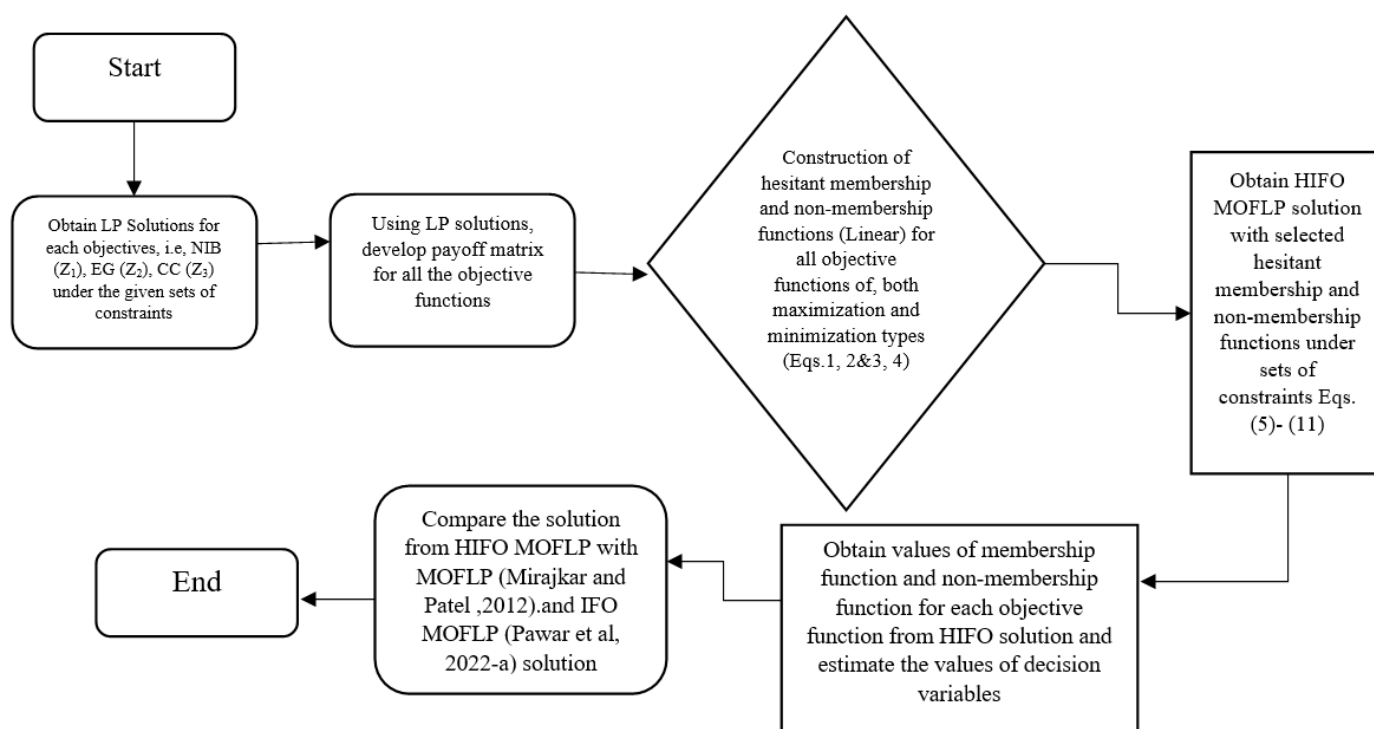 Start
Obtain LP Solutions for
each objectives, i.e, NIB
(Z₁), EG (Z₂), CC (Z₃)
under the given sets of
constraints
Using LP solutions,
develop payoff matrix
for all the objective
functions
Construction of
hesitant membership
and non-membership
functions (Linear) for
all objective
functions of, both
maximization and
minimization types
(Eqs.1, 2&3, 4)
Obtain HIFO
MOFLP solution
with selected
hesitant
membership and
non-membership
functions under
sets of
constraints Eqs.
(5)- (11)
Obtain values of membership
function and non-membership
function for each objective
function from HIFO solution and
estimate the values of decision
variables
Compare the solution
from HIFO MOFLP with
MOFLP (Mirajkar and
Patel ,2012).and IFO
MOFLP (Pawar et al,
2022-a) solution
End